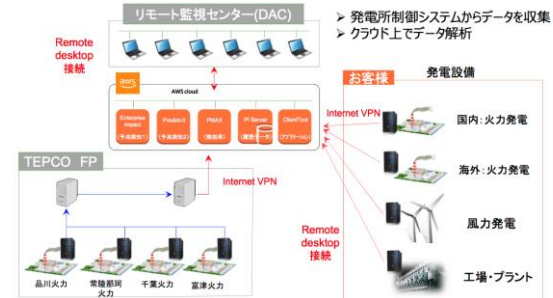 リモート監視センター(DAC)
➢ 発電所制御システムからデータを収集
➢ クラウド上でデータ解析
Remote
desktop
接続
aws
AWS cloud
Enterprise
Impact
(予兆検知1)
Predict-It
(予兆検知2)
PMAX
(熱効率)
PI Server
ClientTool
(アプリケーション)
Internet VPN
お客様
発電設備
国内:火力発電
海外:火力発電
風力発電
工場・プラント
Remote
desktop
接続
TEPCO FP
Internet VPN
品川火力
常陸那珂
火力
千葉火力
富津火力